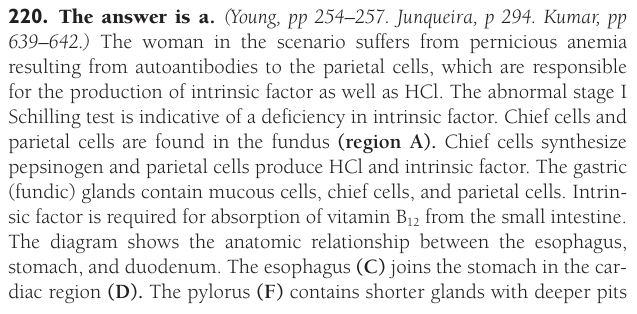 220. The answer is a. (Young, pp 254–257. Junqueira, p 294. Kumar, pp
639–642.) The woman in the scenario suffers from pernicious anemia
resulting from autoantibodies to the parietal cells, which are responsible
for the production of intrinsic factor as well as HCl. The abnormal stage I
Schilling test is indicative of a deficiency in intrinsic factor. Chief cells and
parietal cells are found in the fundus (region A). Chief cells synthesize
pepsinogen and parietal cells produce HCl and intrinsic factor. The gastric
(fundic) glands contain mucous cells, chief cells, and parietal cells. Intrin-
sic factor is required for absorption of vitamin B₁₂ from the small intestine.
The diagram shows the anatomic relationship between the esophagus,
stomach, and duodenum. The esophagus (C) joins the stomach in the car-
diac region (D). The pylorus (F) contains shorter glands with deeper pits